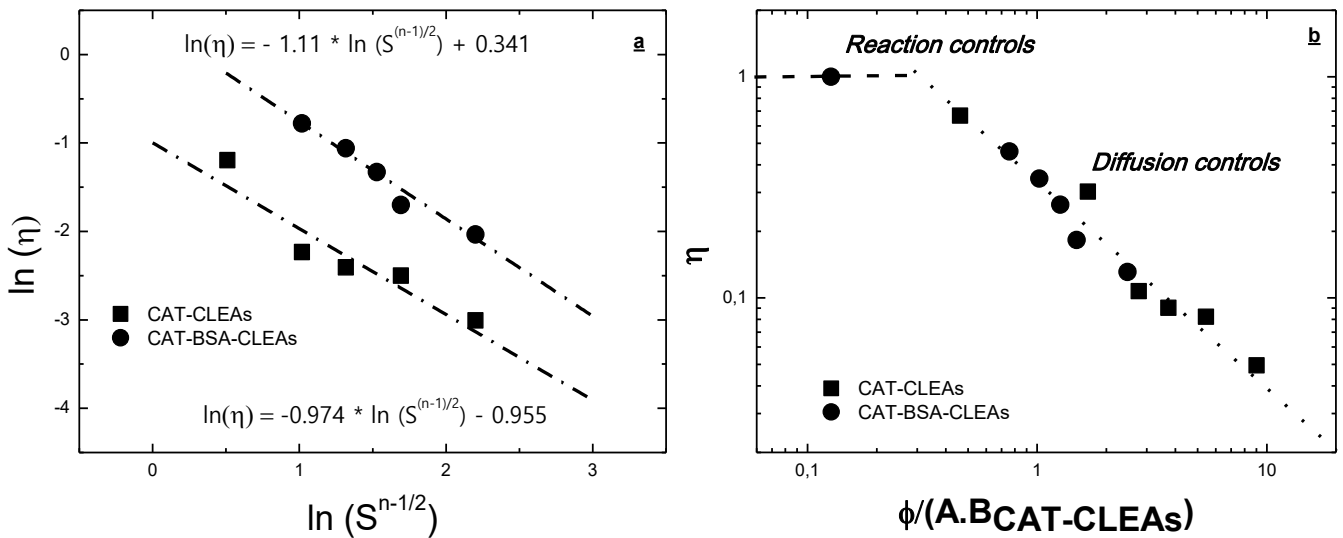 a
ln(η) = - 1.11 * ln (S^(n-1)/2) + 0.341
0
-1
-2
-3
-4
ln (η)
CAT-CLEAs
CAT-BSA-CLEAs
ln(η) = -0.974 * ln (S^(n-1)/2) - 0.955
0
1
2
3
ln (S^n-1/2)
b
Reaction controls
Diffusion controls
1
0,1
η
CAT-CLEAs
CAT-BSA-CLEAs
0,1
1
10
ϕ/(A.B_CAT-CLEAs)